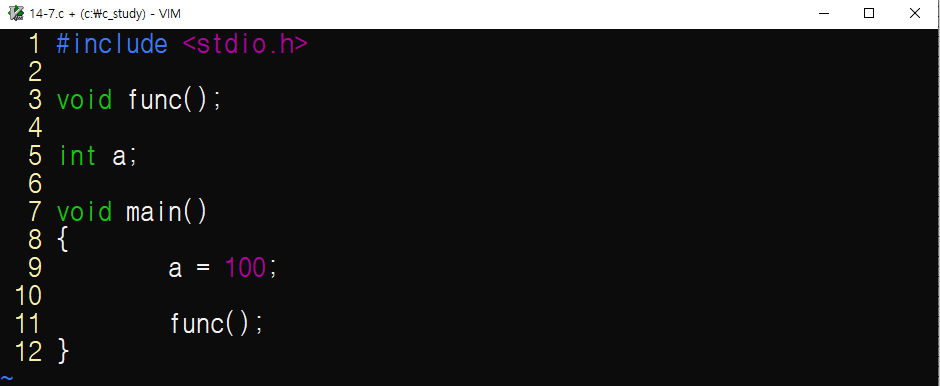 14-7.c + (c:\c_study) - VIM
1 #include <stdio.h>
2
3 void func();
4
5 int a;
6
7 void main()
8 {
9         a = 100;
10
11         func();
12 }
~